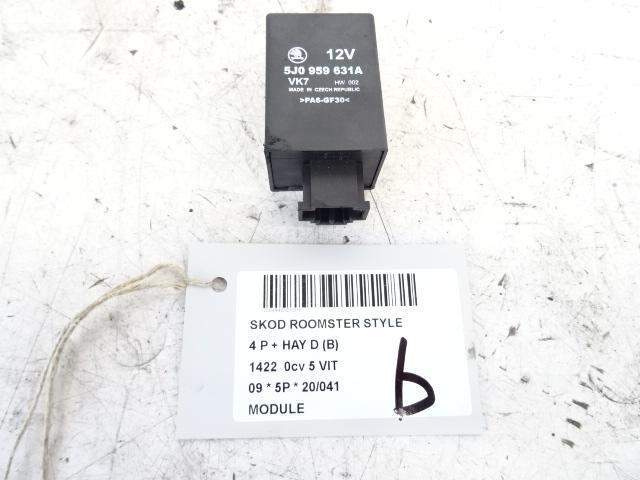 12V
5J0 959 631A
VK7 HW 002
MADE IN CZECH REPUBLIC
>PA6-GF30<
SKOD ROOMSTER STYLE
4 P + HAY D (B)
1422 0cv 5 VIT
09 * 5P * 20/041
MODULE
b